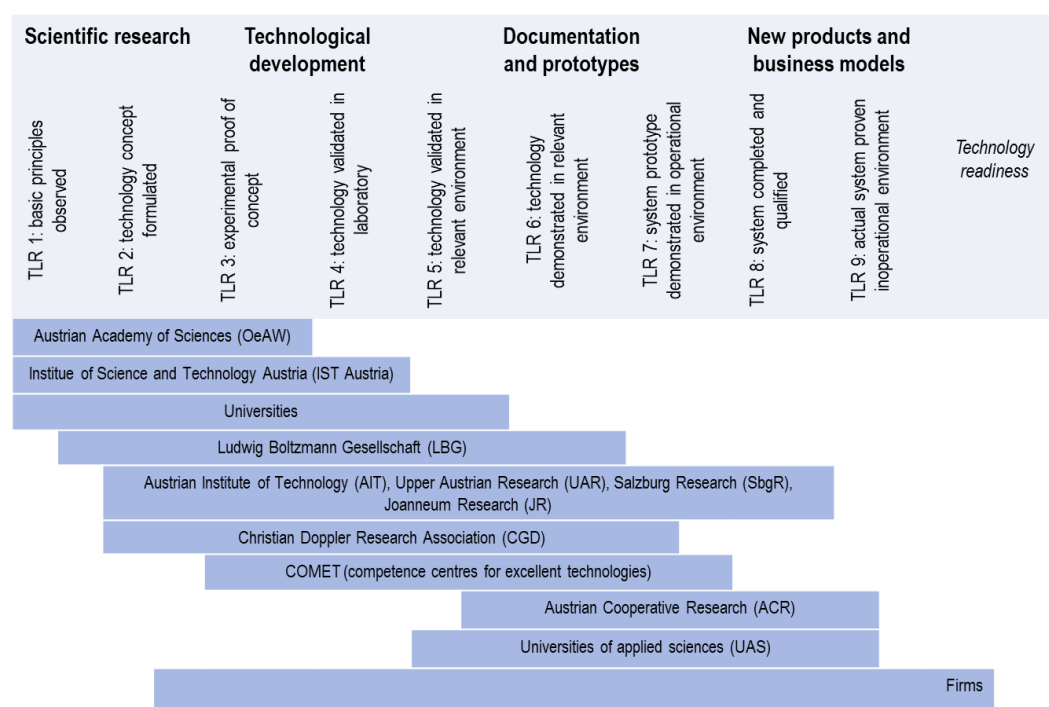 Scientific research
Technological
development
Documentation
and prototypes
New products and
business models
TLR 1: basic principles
observed
TLR 2: technology concept
formulated
TLR 3: experimental proof of
concept
TLR 4: technology validated in
laboratory
TLR 5: technology validated in
relevant environment
TLR 6: technology
demonstrated in relevant
environment
TLR 7: system prototype
demonstrated in operational
environment
TLR 8: system completed and
qualified
TLR 9: actual system proven
inoperational environment
Technology
readiness
Austrian Academy of Sciences (OeAW)
Institue of Science and Technology Austria (IST Austria)
Universities
Ludwig Boltzmann Gesellschaft (LBG)
Austrian Institute of Technology (AIT), Upper Austrian Research (UAR), Salzburg Research (SbgR),
Joanneum Research (JR)
Christian Doppler Research Association (CGD)
COMET (competence centres for excellent technologies)
Austrian Cooperative Research (ACR)
Universities of applied sciences (UAS)
Firms